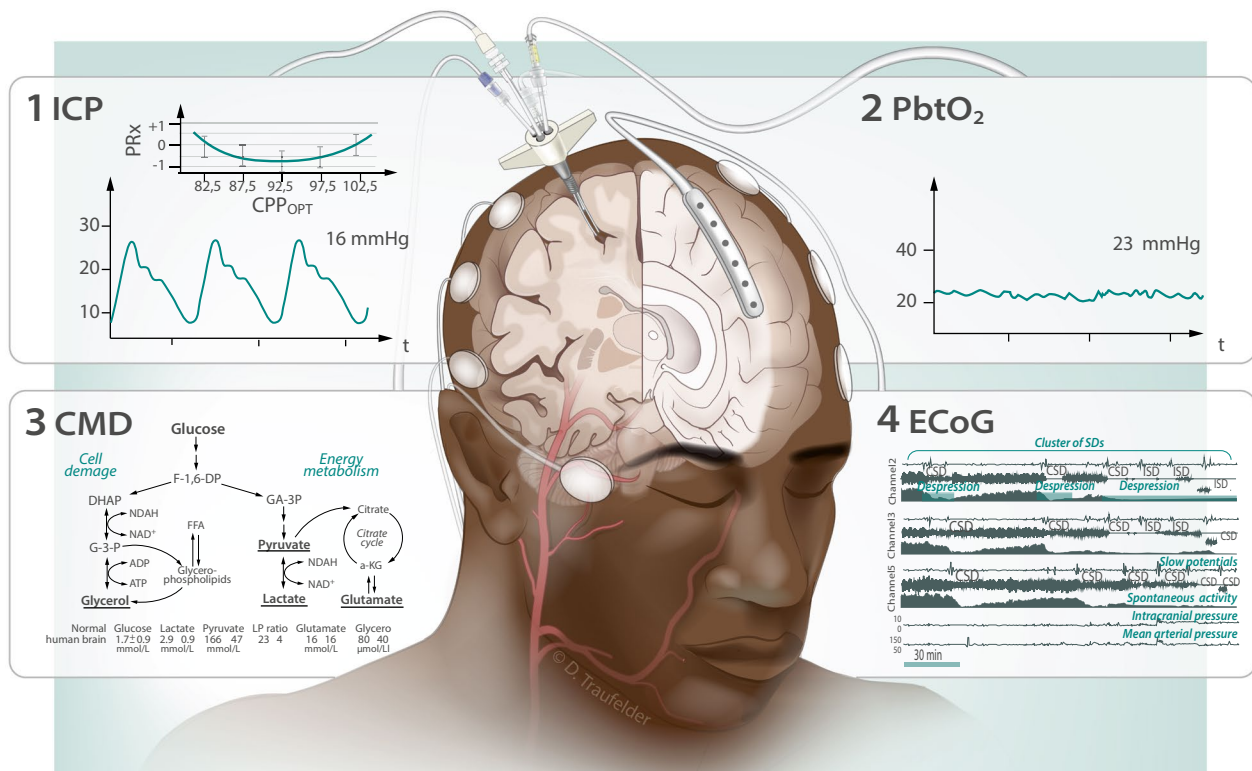 1 ICP
PRx
+1
0
-1
82,5 87,5 92,5 97,5 102,5
CPPOPT
16 mmHg
30
20
10
t
2 PbtO₂
40
23 mmHg
20
t
3 CMD
Glucose
Cell
damage
Energy
metabolism
F-1,6-DP
DHAP
GA-3P
NDAH
NAD⁺
FFA
Citrate
Citrate
cycle
G-3-P
Pyruvate
ADP
ATP
Glycero-
phospholipids
NDAH
NAD⁺
a-KG
Glycerol
Lactate
Glutamate
Normal Glucose Lactate Pyruvate LP ratio Glutamate Glycero
human brain 1.7±0.9 2.9 0.9 166 47 23 4 16 16 80 40
mmol/L mmol/L mmol/L mmol/L µmol/Ll
4 ECoG
Cluster of SDs
Channel2
CSD CSD CSD ISD ISD
Despression Despression Despression
ISD
Channel3
CSD CSD CSD ISD ISD
CSD
Slow potentials
Channel5
CSD CSD CSD CSD CSD CSD
Spontaneous activity
10
0
Intracranial pressure
150
50
Mean arterial pressure
30 min
© D. Traufelder